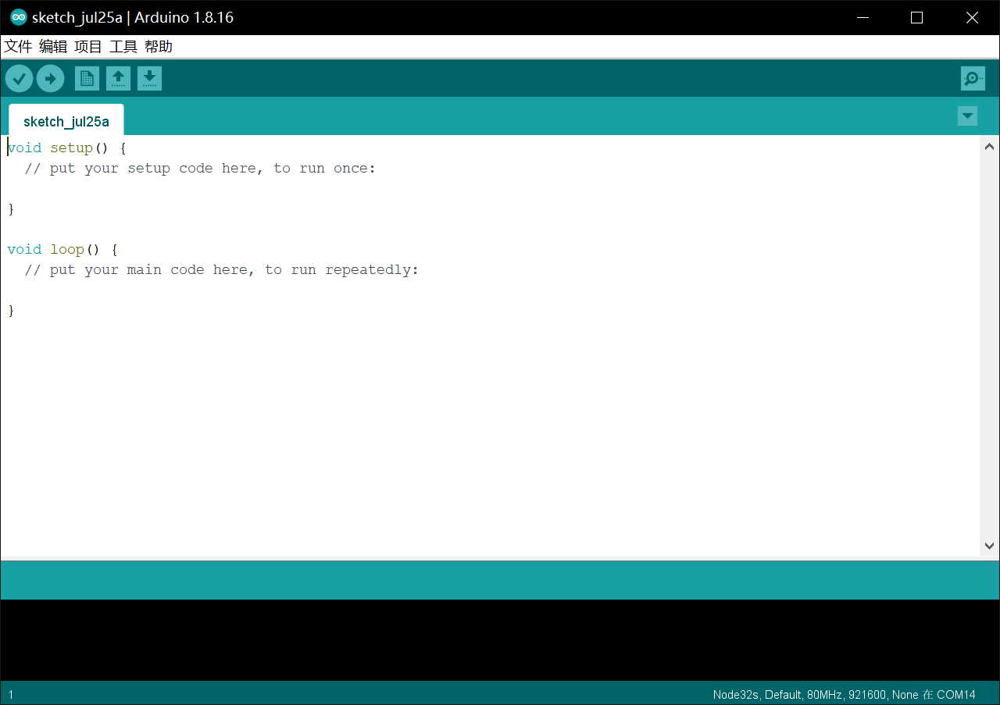 sketch_jul25a | Arduino 1.8.16
文件 编辑 项目 工具 帮助
sketch_jul25a
void setup() {
  // put your setup code here, to run once:

}

void loop() {
  // put your main code here, to run repeatedly:

}
1
Node32s, Default, 80MHz, 921600, None 在 COM14